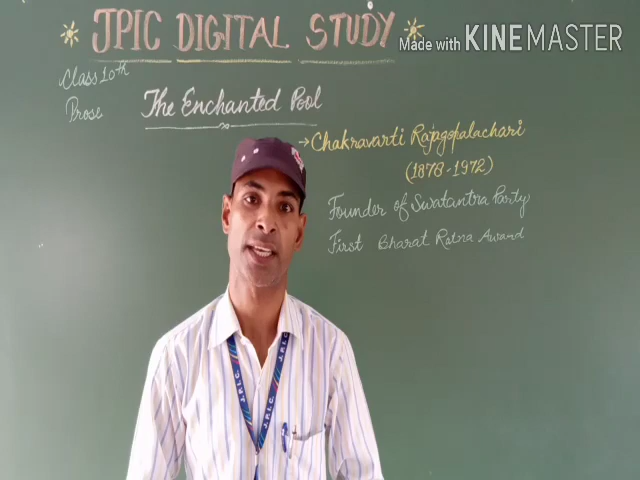 JPIC DIGITAL STUDY
Made with KINEMASTER
Class 10th
Prose
The Enchanted Pool
→ Chakravarti Rajagopalachari
(1878-1972)
Founder of Swatantra Party
First Bharat Ratna Award
J.P.I.C.
J.P.I.C.